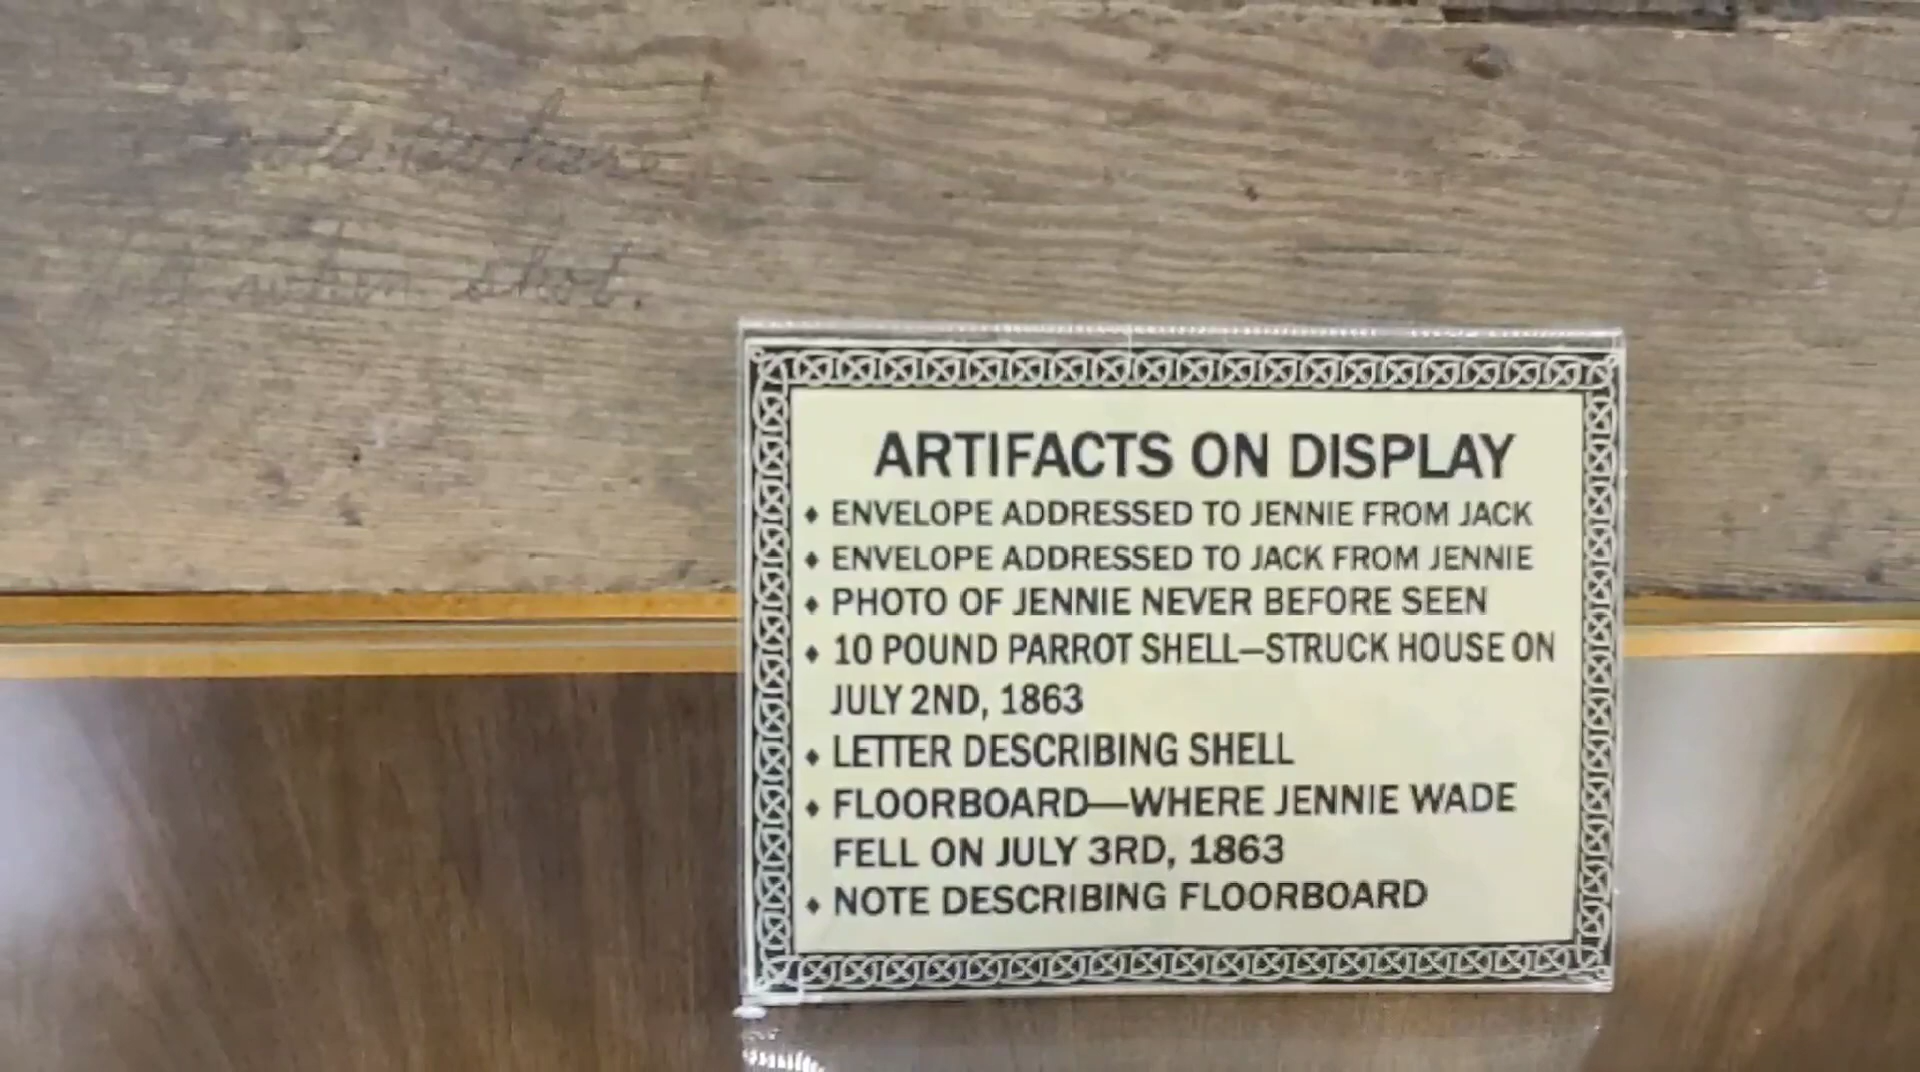 where
when shot.
ARTIFACTS ON DISPLAY
♦ ENVELOPE ADDRESSED TO JENNIE FROM JACK
♦ ENVELOPE ADDRESSED TO JACK FROM JENNIE
♦ PHOTO OF JENNIE NEVER BEFORE SEEN
♦ 10 POUND PARROT SHELL—STRUCK HOUSE ON
JULY 2ND, 1863
♦ LETTER DESCRIBING SHELL
♦ FLOORBOARD—WHERE JENNIE WADE
FELL ON JULY 3RD, 1863
♦ NOTE DESCRIBING FLOORBOARD